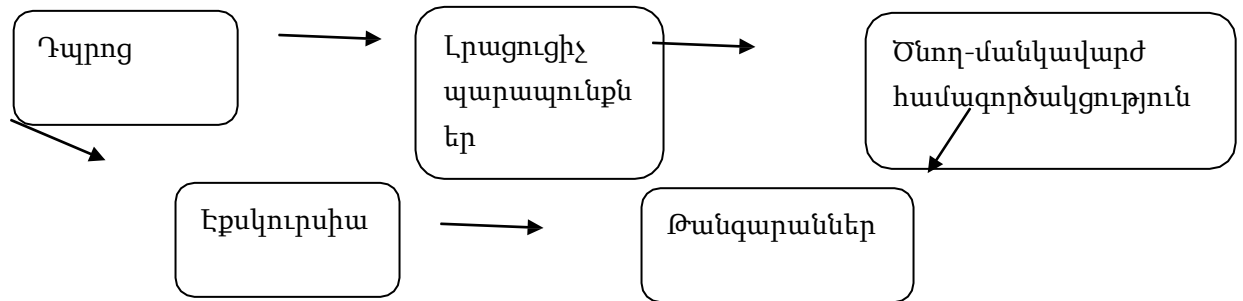 Դպրոց
Լրացուցիչ
պարապունքն
եր
Ծնող-մանկավարժ
համագործակցություն
Էքսկուրսիա
Թանգարաններ